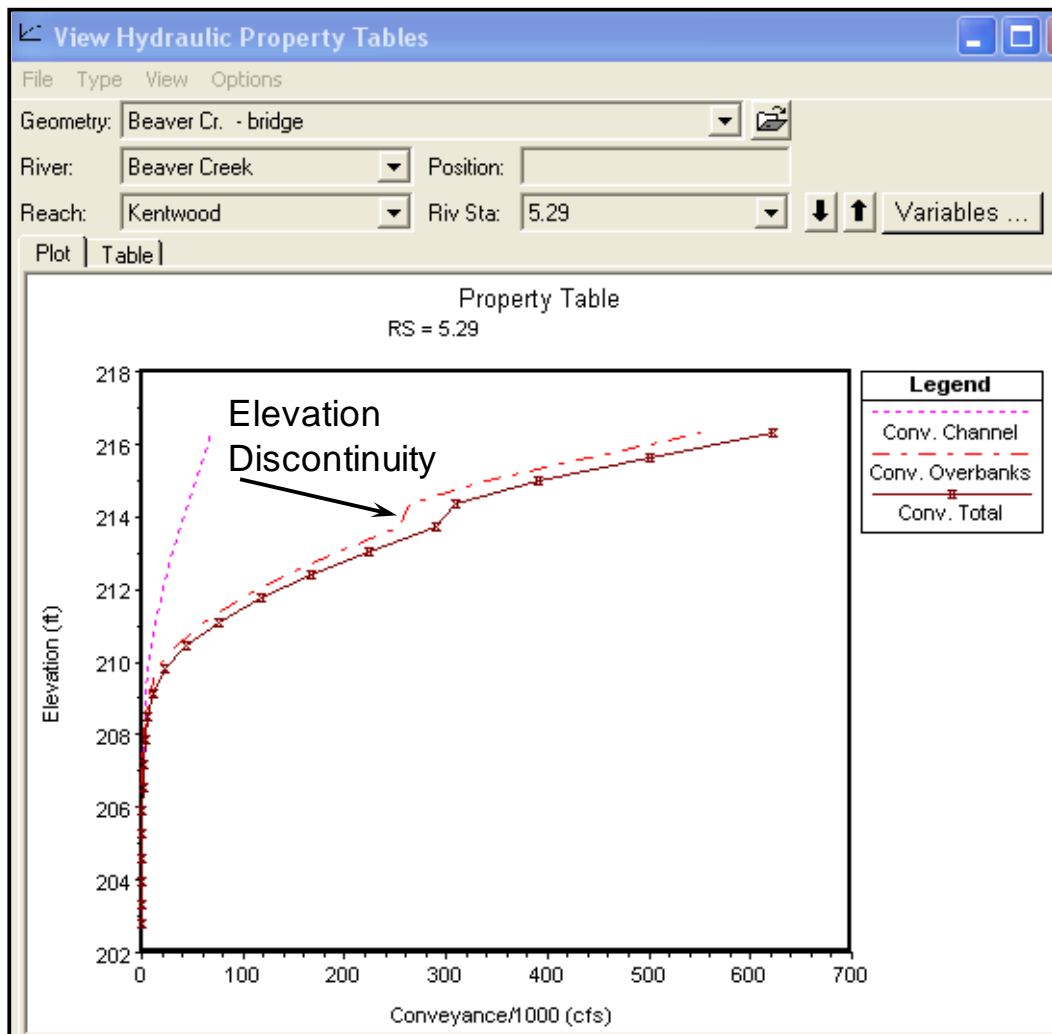 View Hydraulic Property Tables
File Type View Options
Geometry: Beaver Cr. - bridge
River: Beaver Creek Position:
Reach: Kentwood Riv Sta: 5.29 Variables ...
Plot Table
Property Table
RS = 5.29
218
216
214
212
210
208
206
204
202
Elevation (ft)
Elevation
Discontinuity
0 100 200 300 400 500 600 700
Conveyance/1000 (cfs)
Legend
Conv. Channel
Conv. Overbanks
Conv. Total